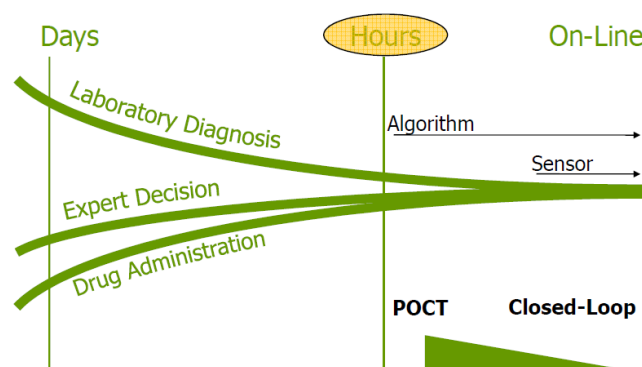 Days
Hours
On-Line
Laboratory Diagnosis
Algorithm
Sensor
Expert Decision
Drug Administration
POCT
Closed-Loop